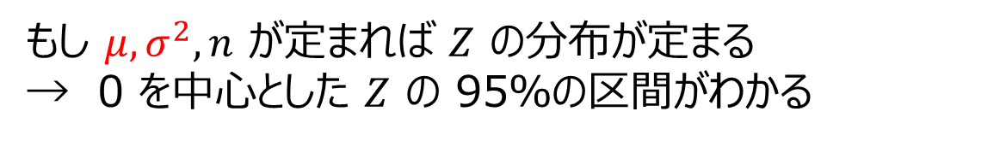 もし μ, σ², n が定まれば Z の分布が定まる
→ 0 を中心とした Z の 95%の区間がわかる